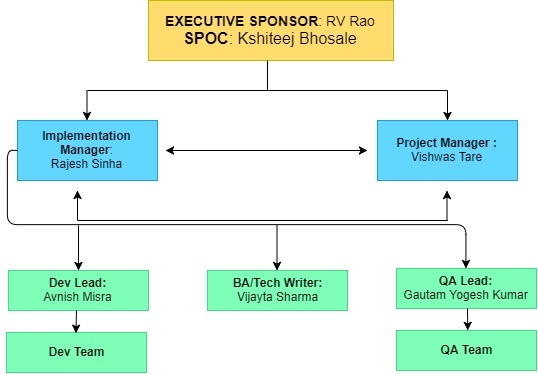 EXECUTIVE SPONSOR: RV Rao
SPOC: Kshiteej Bhosale
Implementation
Manager:
Rajesh Sinha
Project Manager :
Vishwas Tare
Dev Lead:
Avnish Misra
BA/Tech Writer:
Vijayta Sharma
QA Lead:
Gautam Yogesh Kumar
Dev Team
QA Team